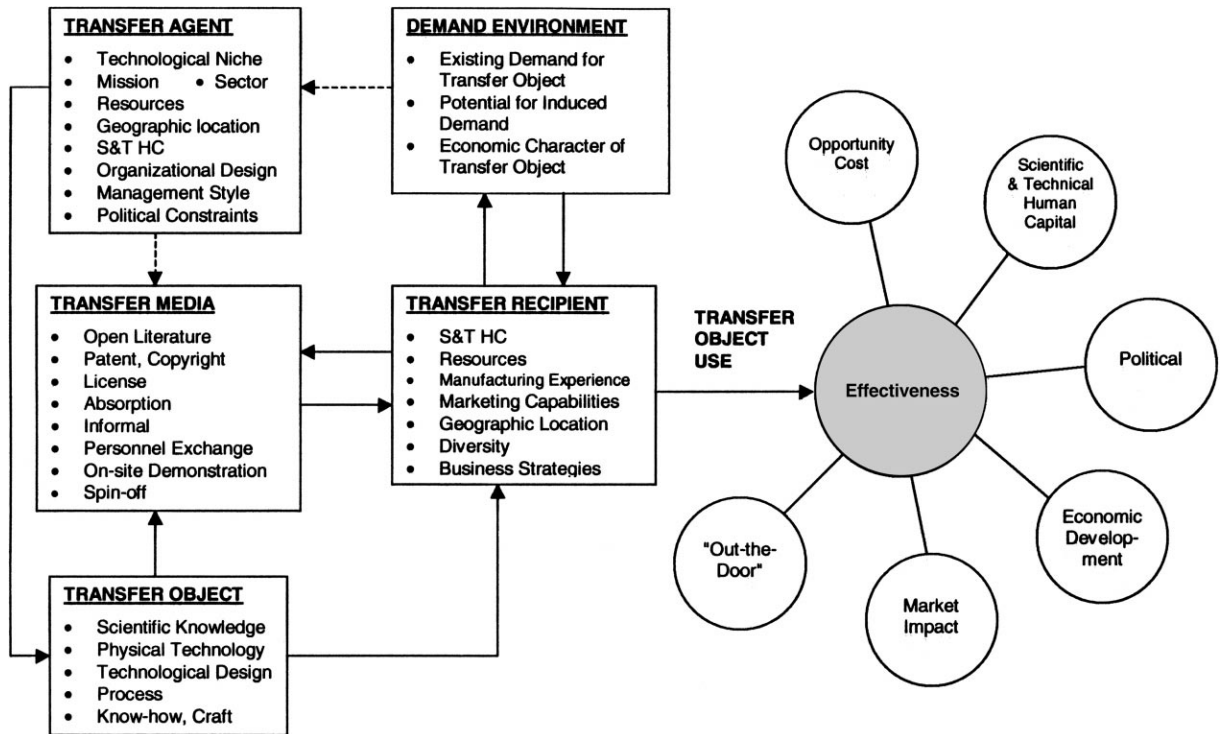 TRANSFER AGENT
• Technological Niche
• Mission • Sector
• Resources
• Geographic location
• S&T HC
• Organizational Design
• Management Style
• Political Constraints
DEMAND ENVIRONMENT
• Existing Demand for
Transfer Object
• Potential for Induced
Demand
• Economic Character of
Transfer Object
TRANSFER MEDIA
• Open Literature
• Patent, Copyright
• License
• Absorption
• Informal
• Personnel Exchange
• On-site Demonstration
• Spin-off
TRANSFER RECIPIENT
• S&T HC
• Resources
• Manufacturing Experience
• Marketing Capabilities
• Geographic Location
• Diversity
• Business Strategies
TRANSFER OBJECT
• Scientific Knowledge
• Physical Technology
• Technological Design
• Process
• Know-how, Craft
TRANSFER
OBJECT
USE
Effectiveness
Opportunity
Cost
Scientific
& Technical
Human
Capital
Political
Economic
Develop-
ment
Market
Impact
"Out-the-
Door"